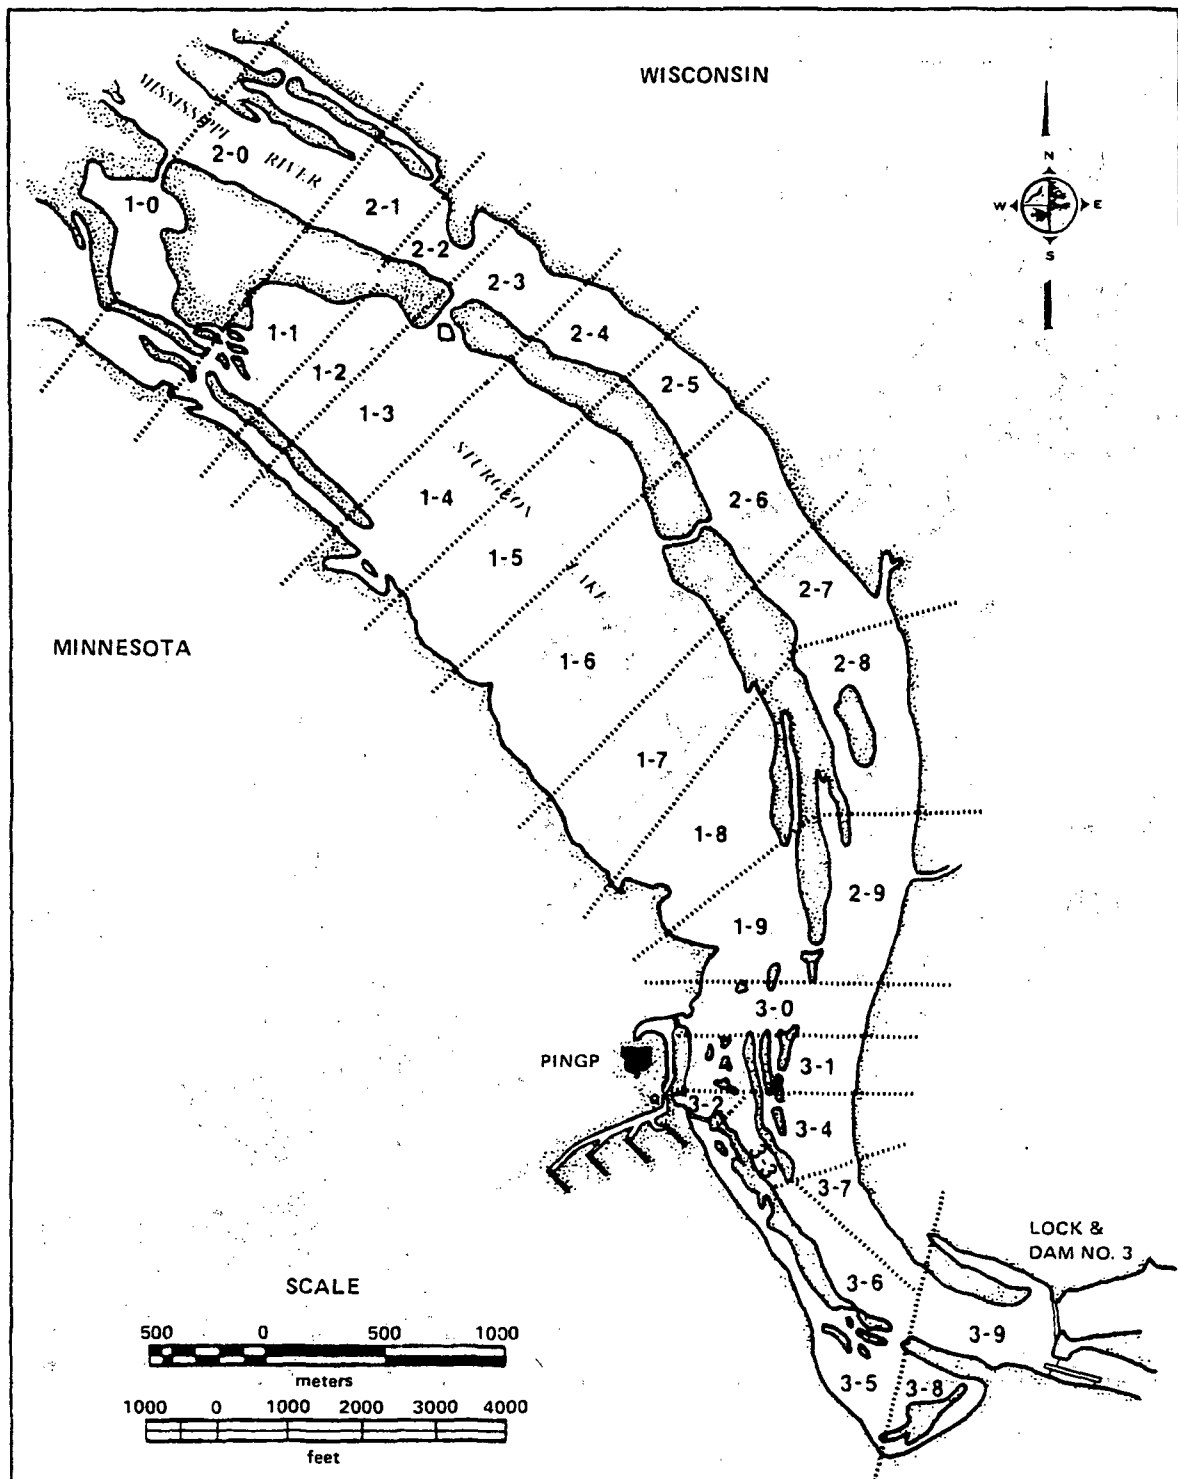 WISCONSIN
MISSISSIPPI
RIVER
2-0
1-0
N
W E
S
2-1
2-2
2-3
1-1
2-4
1-2
2-5
1-3
STURGEON
1-4
2-6
1-5
2-7
LAKE
MINNESOTA
1-6
2-8
1-7
1-8
2-9
1-9
3-0
PINGP
3-1
3-2
3-4
3-3
3-7
LOCK &
DAM NO. 3
3-6
3-9
3-5
3-8
SCALE
500 0 500 1000
meters
1000 0 1000 2000 3000 4000
feet